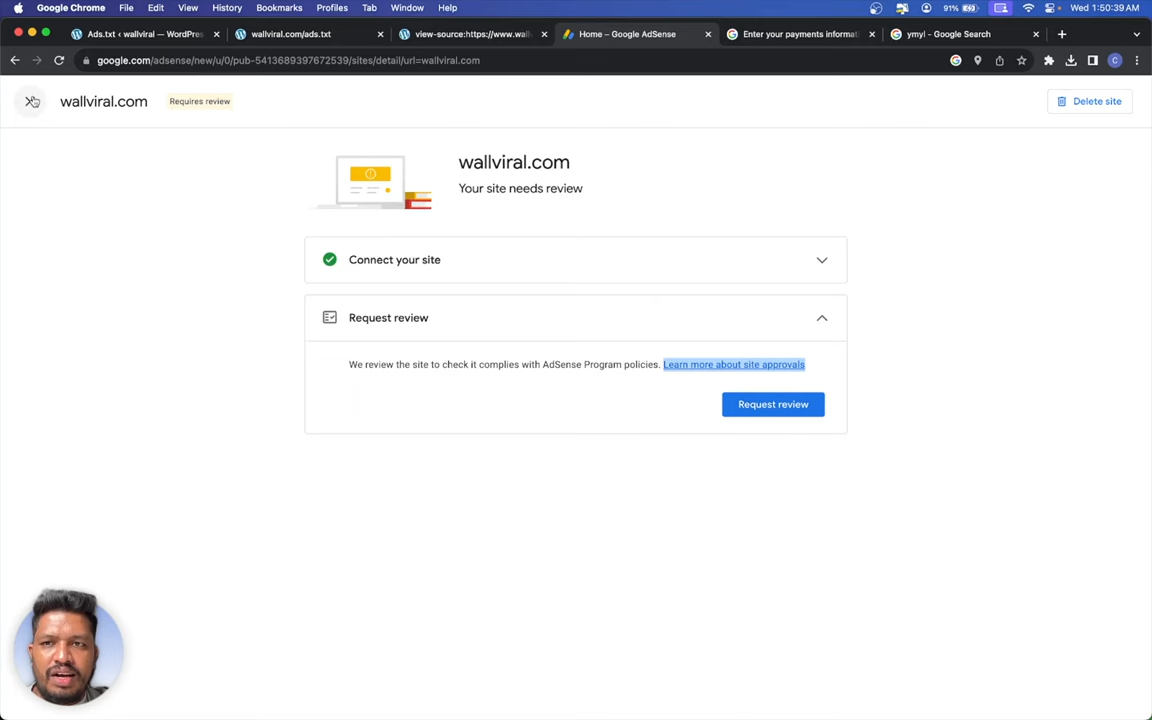 Google Chrome File Edit View History Bookmarks Profiles Tab Window Help 91% Wed 1:50:39 AM
Ads.txt ‹ wallviral — WordPres
wallviral.com/ads.txt
view-source:https://www.wall
Home – Google AdSense
Enter your payments informati
ymyl - Google Search
google.com/adsense/new/u/0/pub-5413689397672539/sites/detail/url=wallviral.com
C
wallviral.com Requires review Delete site
wallviral.com
Your site needs review
Connect your site
Request review
We review the site to check it complies with AdSense Program policies. Learn more about site approvals
Request review